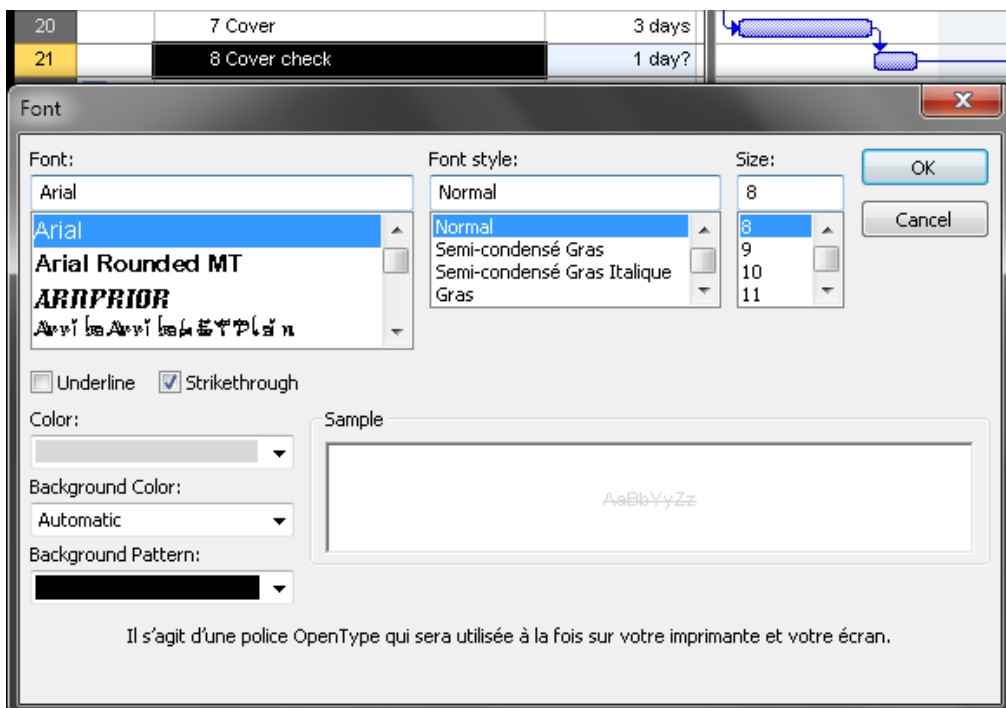 20 7 Cover 3 days
21 8 Cover check 1 day?
Font
Font: Font style: Size:
Arial Normal 8 OK
Arial Normal 8 Cancel
Arial Rounded MT Semi-condensé Gras 9
ARNPRIOR Semi-condensé Gras Italique 10
Gras 11
Underline Strikethrough
Color: Sample
AaBbYyZz
Background Color:
Automatic
Background Pattern:
Il s'agit d'une police OpenType qui sera utilisée à la fois sur votre imprimante et votre écran.